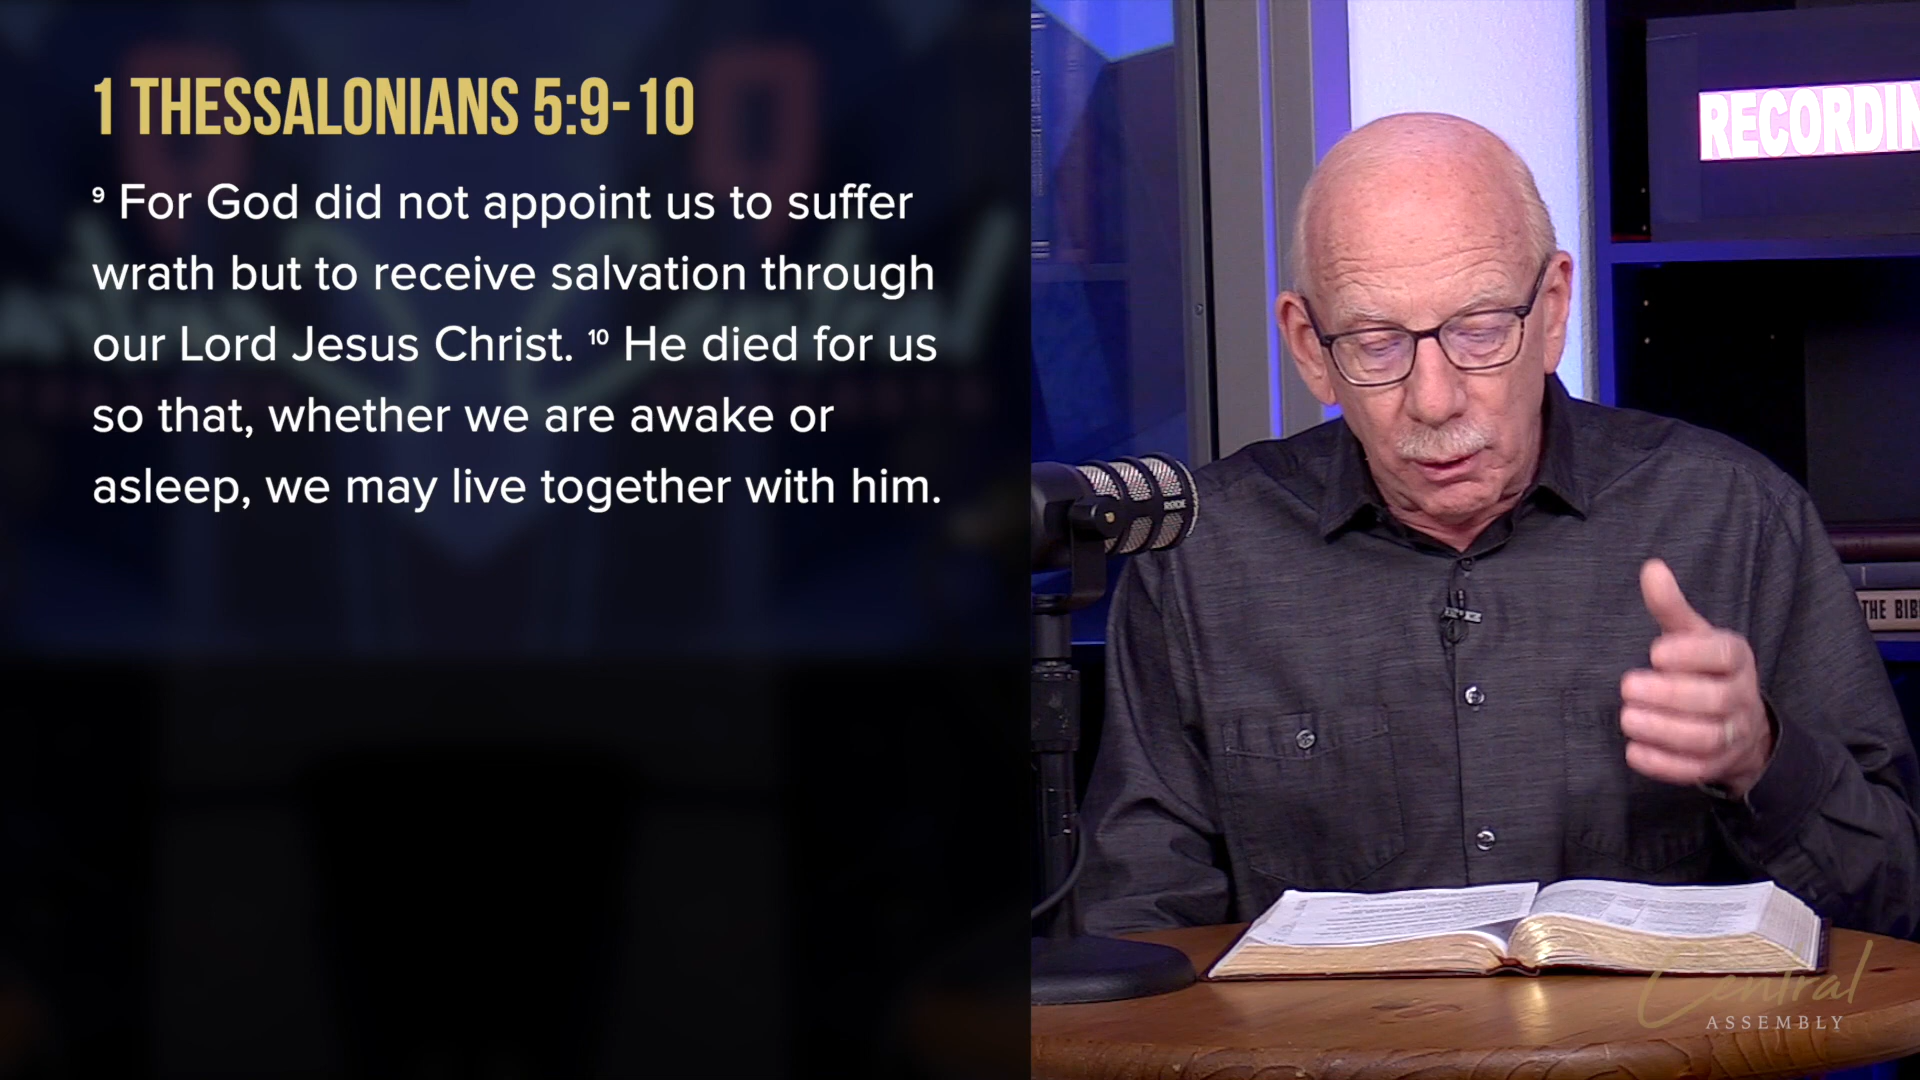 1 THESSALONIANS 5:9-10
⁹ For God did not appoint us to suffer
wrath but to receive salvation through
our Lord Jesus Christ. ¹⁰ He died for us
so that, whether we are awake or
asleep, we may live together with him.
RECORDIN
RODE
THE BIB
Central
ASSEMBLY